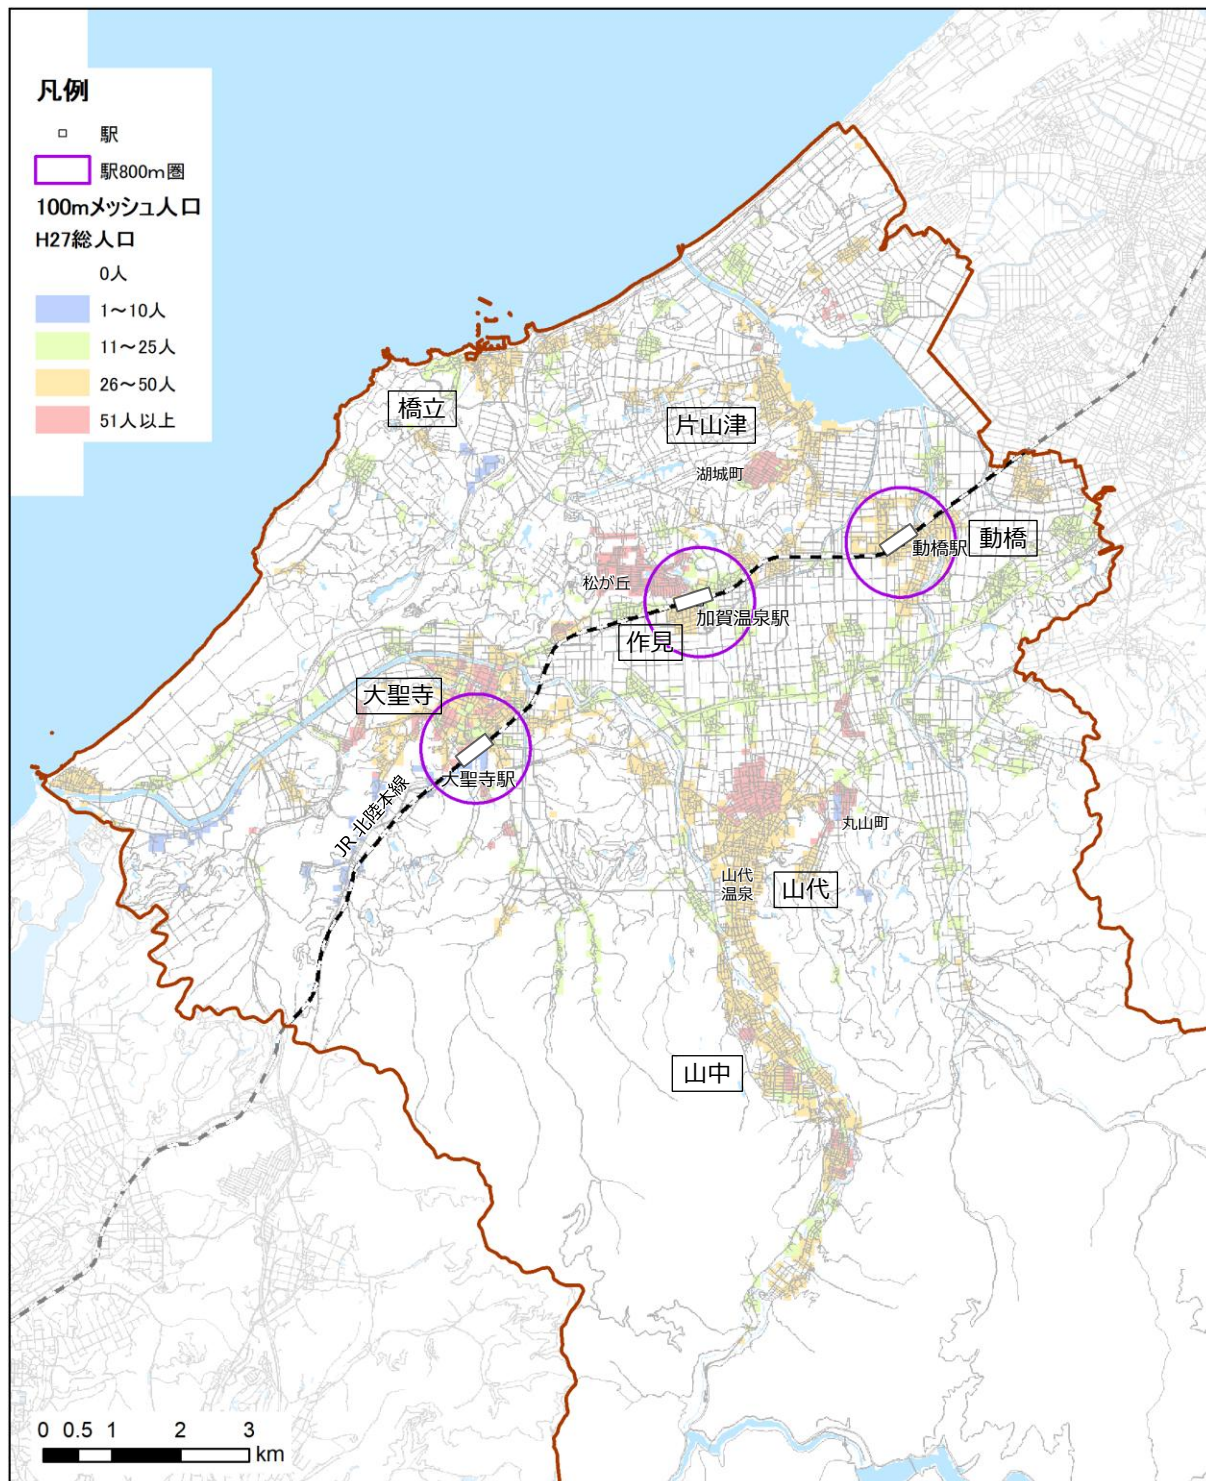 凡例
駅
駅800m圏
100mメッシュ人口
H27総人口
0人
1～10人
11～25人
26～50人
51人以上
橋立
片山津
湖城町
動橋駅
動橋
松が丘
加賀温泉駅
作見
大聖寺
大聖寺駅
JR 北陸本線
丸山町
山代
温泉
山代
山中
0 0.5 1 2 3
km